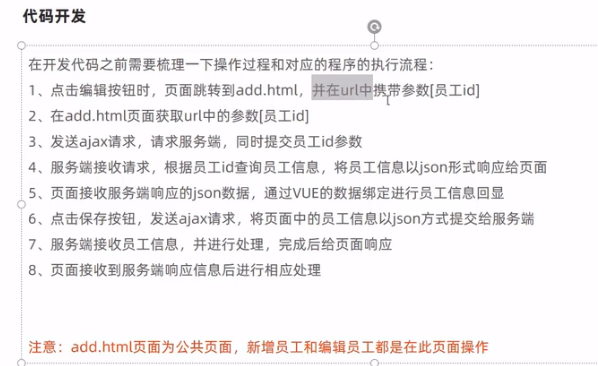 代码开发
在开发代码之前需要梳理一下操作过程和对应的程序的执行流程：
1、点击编辑按钮时，页面跳转到add.html，并在url中携带参数[员工id]
2、在add.html页面获取url中的参数[员工id]
3、发送ajax请求，请求服务端，同时提交员工id参数
4、服务端接收请求，根据员工id查询员工信息，将员工信息以json形式响应给页面
5、页面接收服务端响应的json数据，通过VUE的数据绑定进行员工信息回显
6、点击保存按钮，发送ajax请求，将页面中的员工信息以json方式提交给服务端
7、服务端接收员工信息，并进行处理，完成后给页面响应
8、页面接收到服务端响应信息后进行相应处理
注意：add.html页面为公共页面，新增员工和编辑员工都是在此页面操作